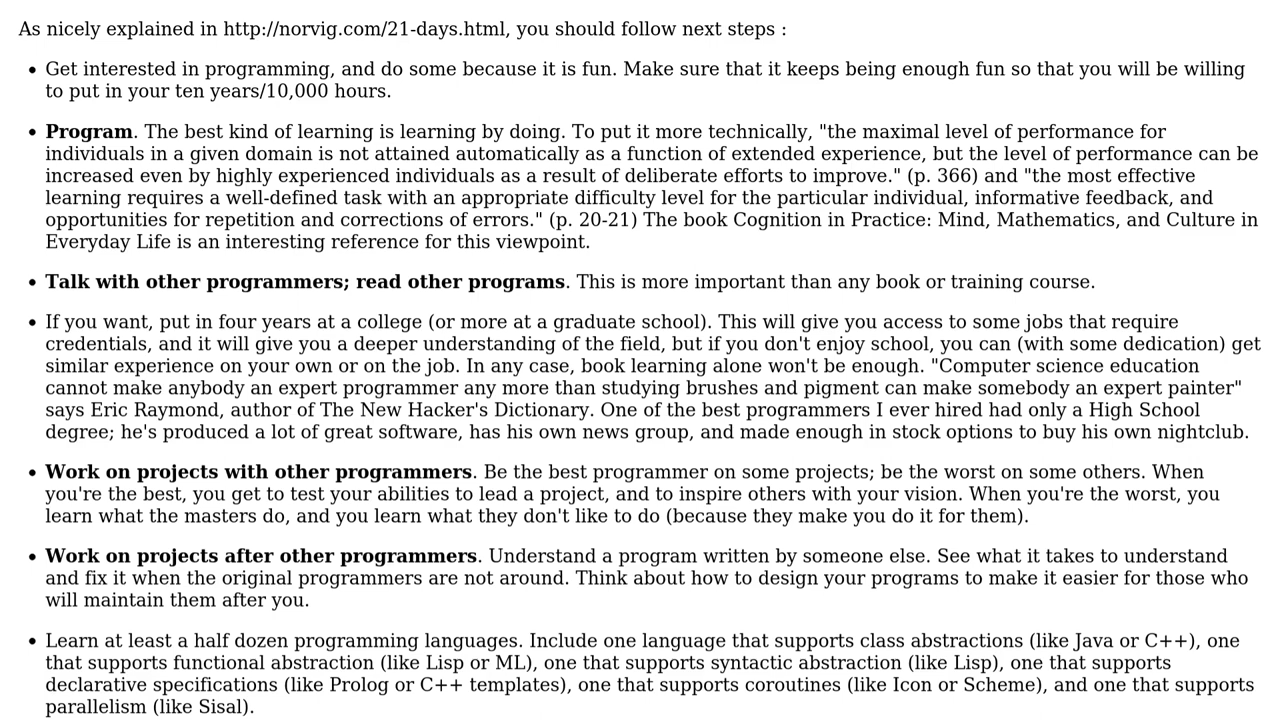 As nicely explained in http://norvig.com/21-days.html, you should follow next steps :
• Get interested in programming, and do some because it is fun. Make sure that it keeps being enough fun so that you will be willing
to put in your ten years/10,000 hours.
• Program. The best kind of learning is learning by doing. To put it more technically, "the maximal level of performance for
individuals in a given domain is not attained automatically as a function of extended experience, but the level of performance can be
increased even by highly experienced individuals as a result of deliberate efforts to improve." (p. 366) and "the most effective
learning requires a well-defined task with an appropriate difficulty level for the particular individual, informative feedback, and
opportunities for repetition and corrections of errors." (p. 20-21) The book Cognition in Practice: Mind, Mathematics, and Culture in
Everyday Life is an interesting reference for this viewpoint.
• Talk with other programmers; read other programs. This is more important than any book or training course.
• If you want, put in four years at a college (or more at a graduate school). This will give you access to some jobs that require
credentials, and it will give you a deeper understanding of the field, but if you don't enjoy school, you can (with some dedication) get
similar experience on your own or on the job. In any case, book learning alone won't be enough. "Computer science education
cannot make anybody an expert programmer any more than studying brushes and pigment can make somebody an expert painter"
says Eric Raymond, author of The New Hacker's Dictionary. One of the best programmers I ever hired had only a High School
degree; he's produced a lot of great software, has his own news group, and made enough in stock options to buy his own nightclub.
• Work on projects with other programmers. Be the best programmer on some projects; be the worst on some others. When
you're the best, you get to test your abilities to lead a project, and to inspire others with your vision. When you're the worst, you
learn what the masters do, and you learn what they don't like to do (because they make you do it for them).
• Work on projects after other programmers. Understand a program written by someone else. See what it takes to understand
and fix it when the original programmers are not around. Think about how to design your programs to make it easier for those who
will maintain them after you.
• Learn at least a half dozen programming languages. Include one language that supports class abstractions (like Java or C++), one
that supports functional abstraction (like Lisp or ML), one that supports syntactic abstraction (like Lisp), one that supports
declarative specifications (like Prolog or C++ templates), one that supports coroutines (like Icon or Scheme), and one that supports
parallelism (like Sisal).